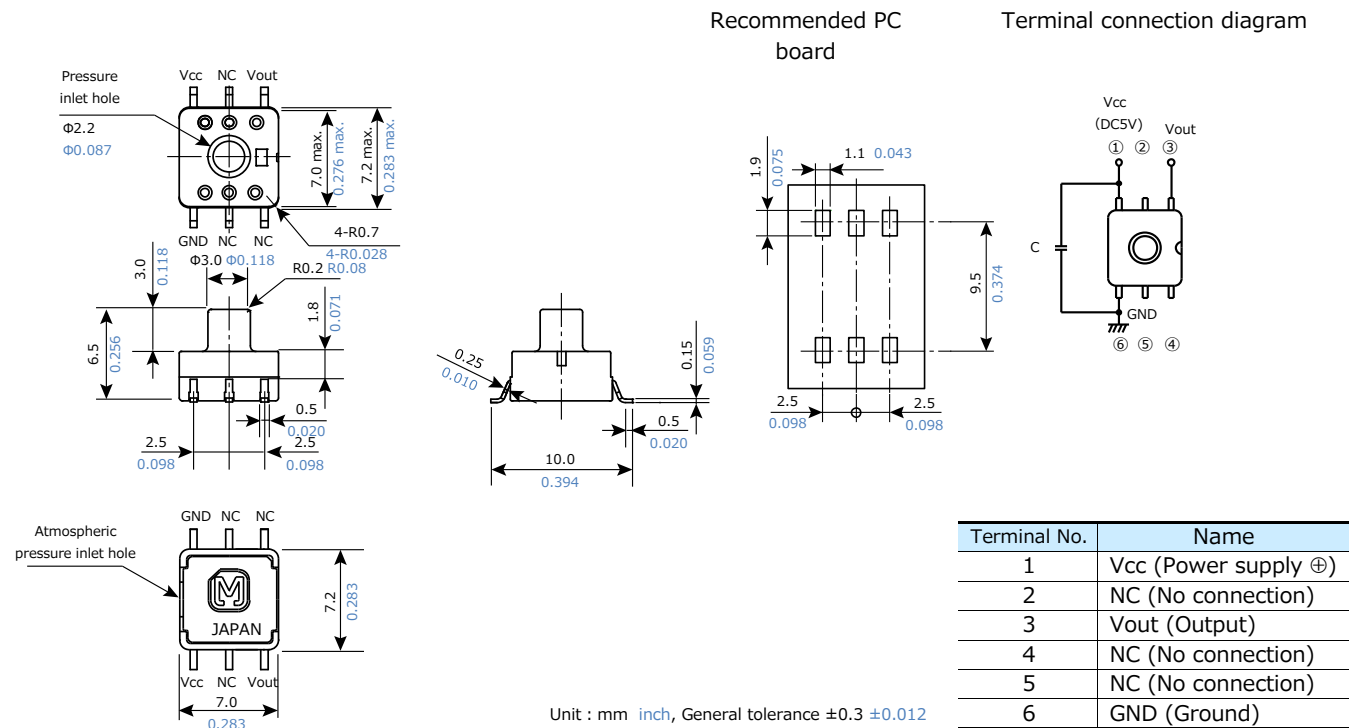 Recommended PC
board
Terminal connection diagram
Pressure
inlet hole
Φ2.2
Φ0.087
Vcc NC Vout
7.0 max.
0.276 max.
7.2 max.
0.283 max.
4-R0.7
4-R0.028
GND NC NC
Φ3.0 Φ0.118
R0.2 R0.08
3.0
0.118
6.5
0.256
1.8
0.071
0.5
0.020
2.5
0.098
2.5
0.098
0.25
0.010
0.15
0.059
0.5
0.020
10.0
0.394
1.9
0.075
1.1 0.043
9.5
0.374
2.5
0.098
2.5
0.098
Vcc
(DC5V)
Vout
① ② ③
C
GND
⑥ ⑤ ④
Atmospheric
pressure inlet hole
GND NC NC
M
JAPAN
7.2
0.283
Vcc NC Vout
7.0
0.283
Unit : mm inch, General tolerance ±0.3 ±0.012
Terminal No. Name
1 Vcc (Power supply ⊕)
2 NC (No connection)
3 Vout (Output)
4 NC (No connection)
5 NC (No connection)
6 GND (Ground)